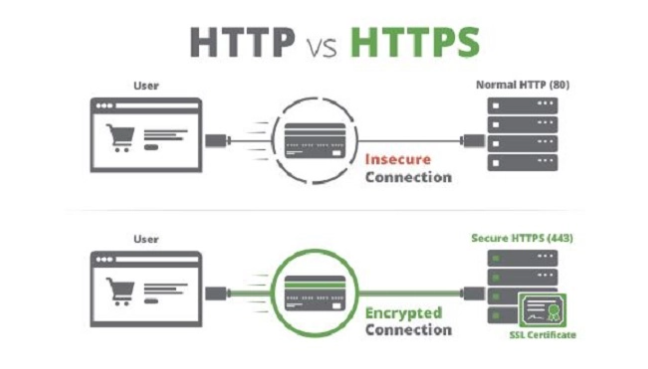 HTTP vs HTTPS
User
Normal HTTP (80)
Insecure
Connection
User
Secure HTTPS (443)
Encrypted
Connection
SSL Certificate